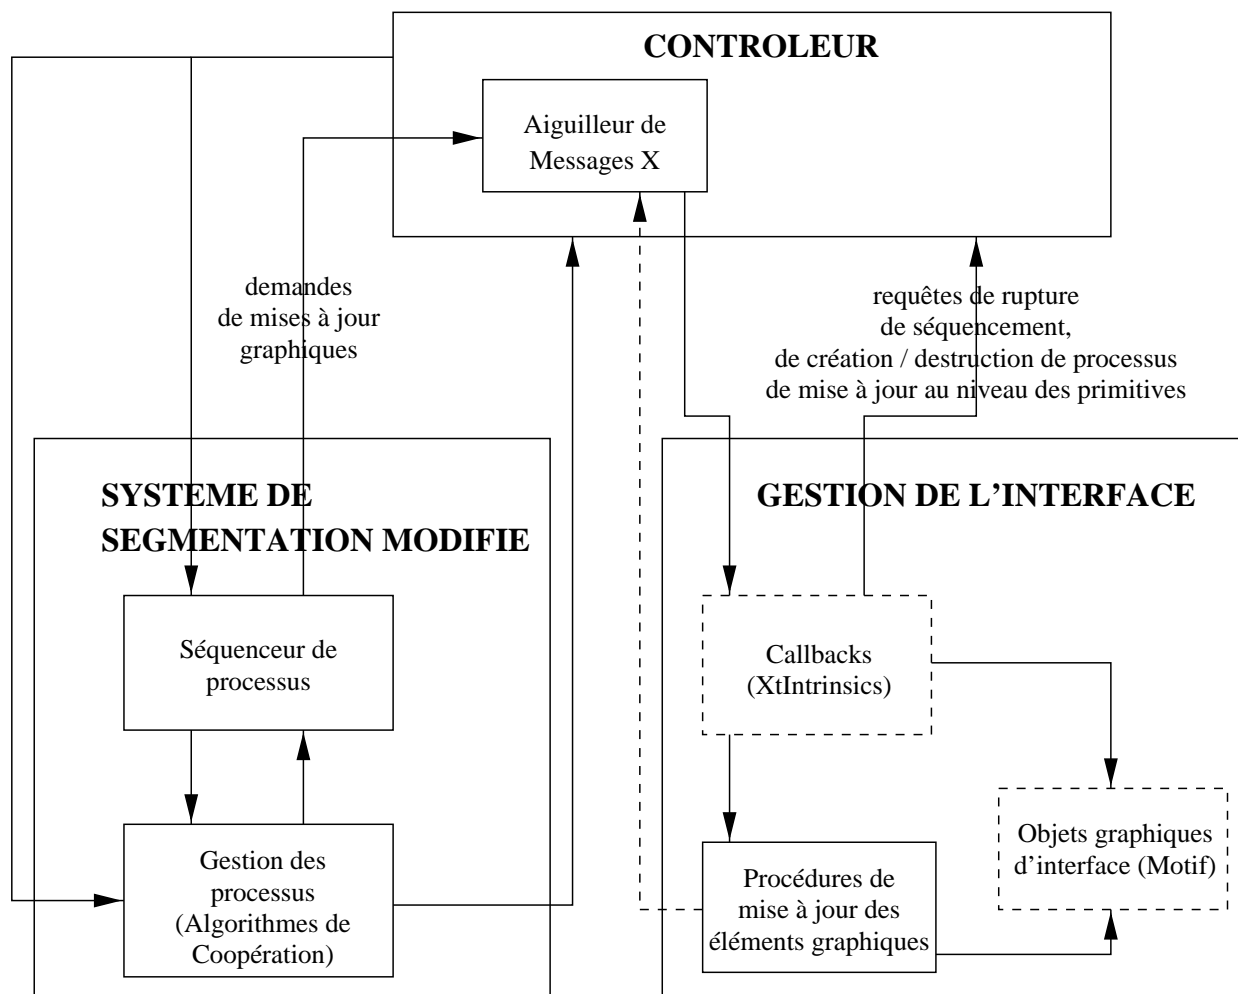 CONTROLEUR
Aiguilleur de
Messages X
demandes
de mises à jour
graphiques
requêtes de rupture
de séquencement,
de création / destruction de processus
de mise à jour au niveau des primitives
SYSTEME DE
SEGMENTATION MODIFIE
Séquenceur de
processus
Gestion des
processus
(Algorithmes de
Coopération)
GESTION DE L'INTERFACE
Callbacks
(XtIntrinsics)
Objets graphiques
d'interface (Motif)
Procédures de
mise à jour des
éléments graphiques